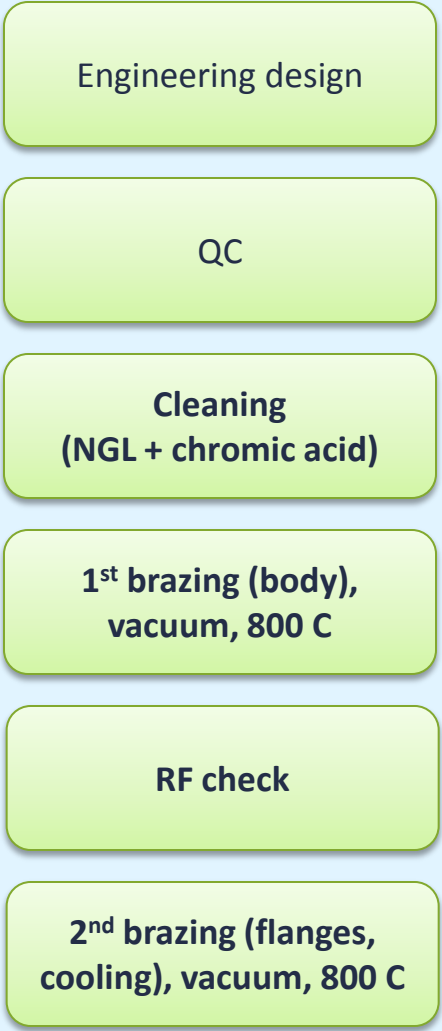 Engineering design
QC
Cleaning
(NGL + chromic acid)
1st brazing (body),
vacuum, 800 C
RF check
2nd brazing (flanges,
cooling), vacuum, 800 C